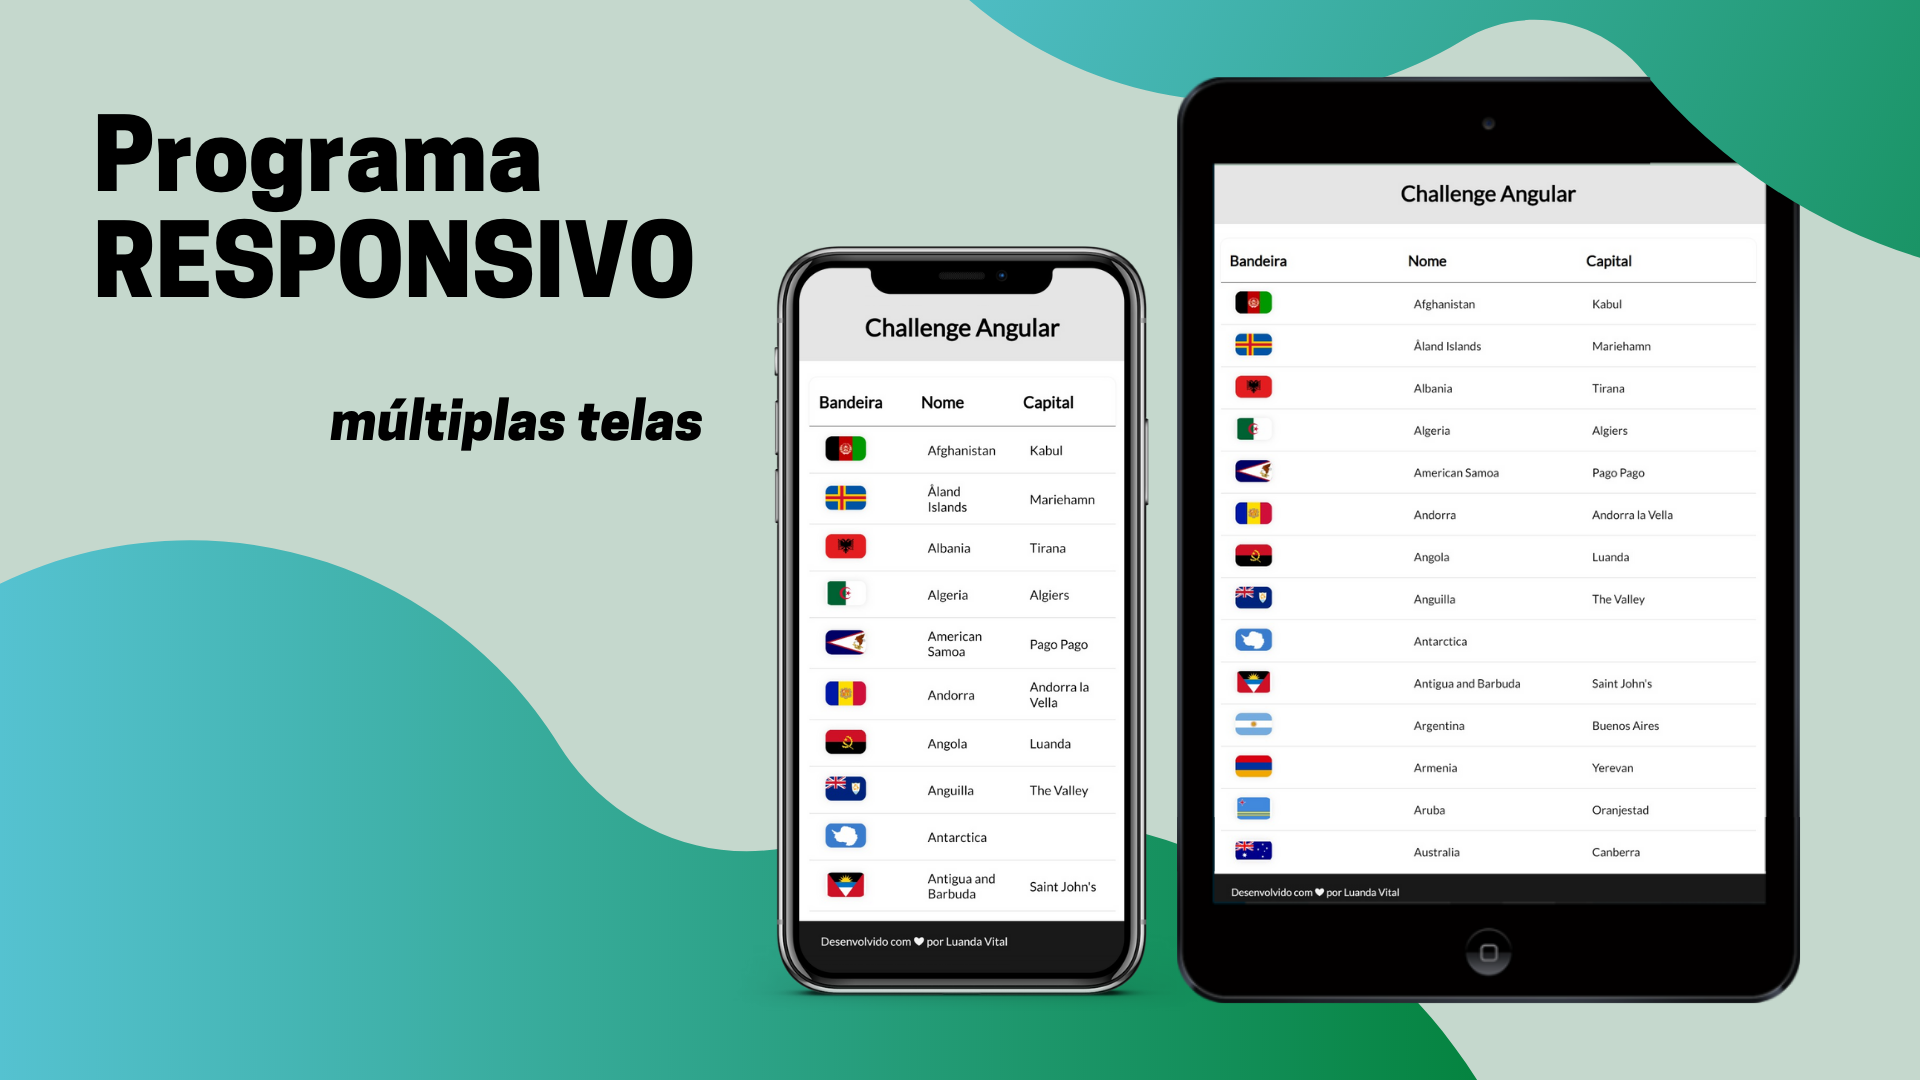 Programa
RESPONSIVO
múltiplas telas
Challenge Angular
Bandeira Nome Capital
Afghanistan Kabul
Åland
Islands
Mariehamn
Albania Tirana
Algeria Algiers
American
Samoa
Pago Pago
Andorra
Andorra la
Vella
Angola Luanda
Anguilla The Valley
Antarctica
Antigua and
Barbuda
Saint John's
Desenvolvido com ♥ por Luanda Vital
Challenge Angular
Bandeira Nome Capital
Afghanistan Kabul
Åland Islands Mariehamn
Albania Tirana
Algeria Algiers
American Samoa Pago Pago
Andorra Andorra la Vella
Angola Luanda
Anguilla The Valley
Antarctica
Antigua and Barbuda Saint John's
Argentina Buenos Aires
Armenia Yerevan
Aruba Oranjestad
Australia Canberra
Desenvolvido com ♥ por Luanda Vital